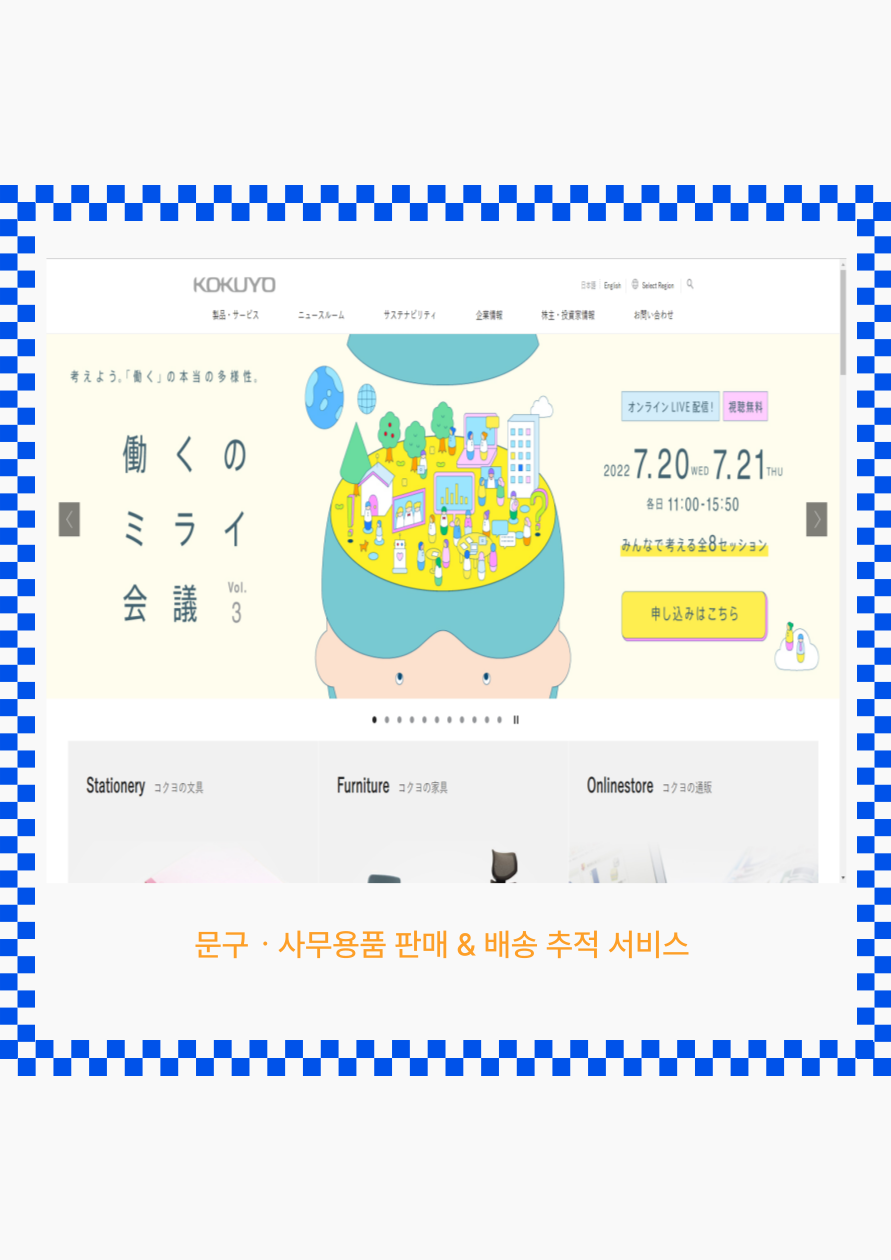 KOKUYO
日本語 English Select Region
製品・サービス ニュースルーム サステナビリティ 企業情報 株主・投資家情報 お問い合わせ
考えよう。「働く」の本当の多様性。
働くの
ミライ
会議 Vol. 3
オンライン LIVE 配信! 視聴無料
2022 7.20 WED 7.21 THU
各日 11:00-15:50
みんなで考える全8セッション
申し込みはこちら
Stationery コクヨの文具
Furniture コクヨの家具
Onlinestore コクヨの通販
문구 · 사무용품 판매 & 배송 추적 서비스